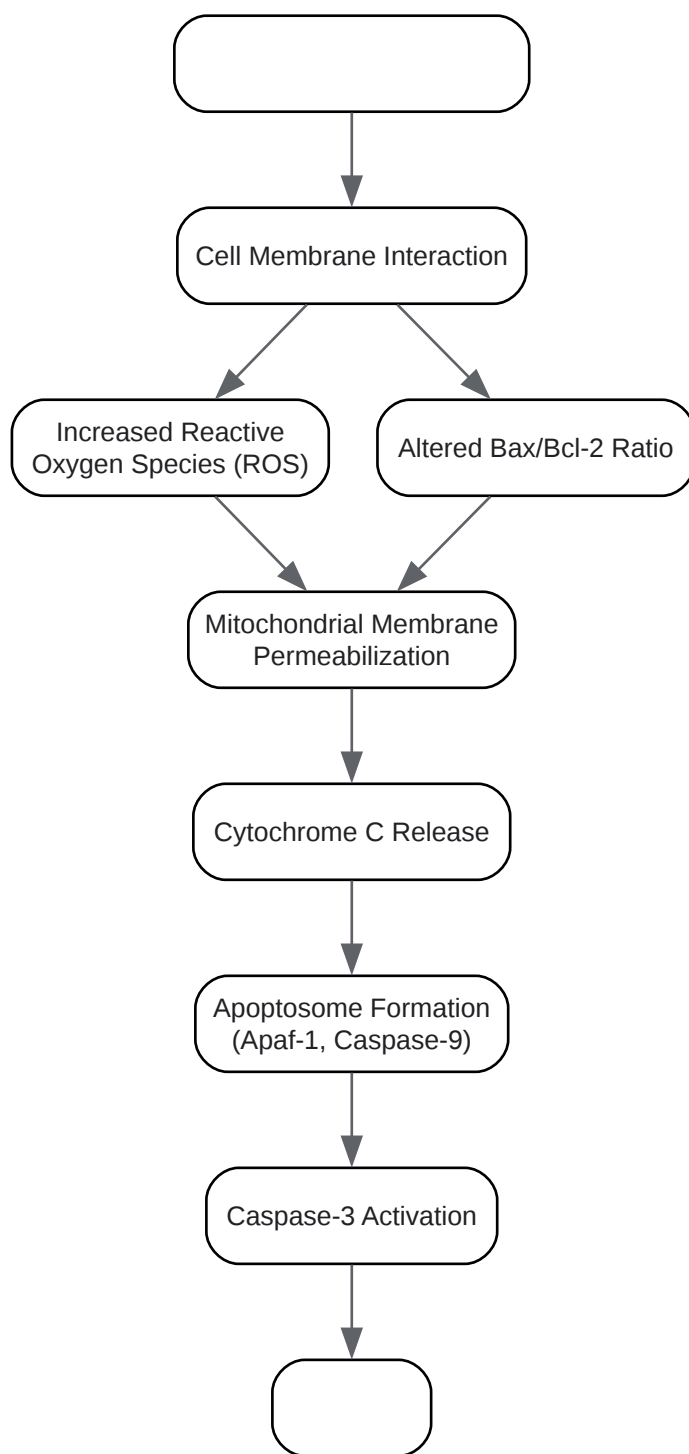 Cell Membrane Interaction
Increased Reactive
Oxygen Species (ROS)
Altered Bax/Bcl-2 Ratio
Mitochondrial Membrane
Permeabilization
Cytochrome C Release
Apoptosome Formation
(Apaf-1, Caspase-9)
Caspase-3 Activation